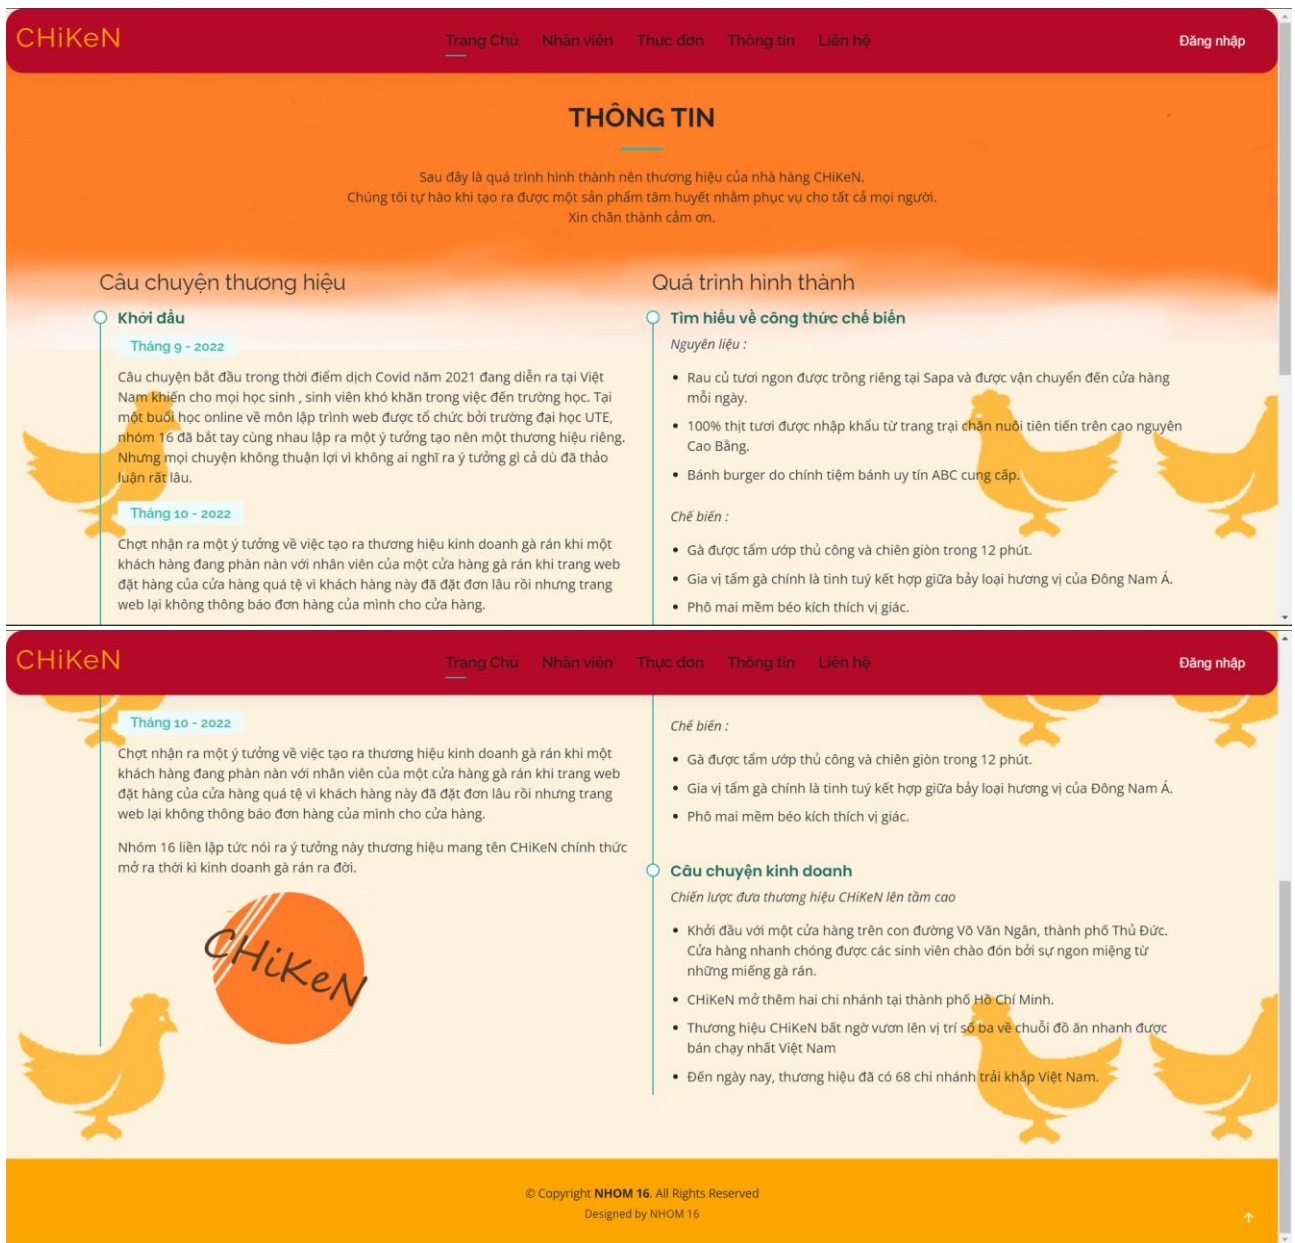 CHiKeN
Trang Chủ Nhân viên Thực đơn Thông tin Liên hệ
Đăng nhập
THÔNG TIN
Sau đây là quá trình hình thành nên thương hiệu của nhà hàng CHiKeN.
Chúng tôi tự hào khi tạo ra được một sản phẩm tâm huyết nhằm phục vụ cho tất cả mọi người.
Xin chân thành cảm ơn.
Câu chuyện thương hiệu
Khởi đầu
Tháng 9 - 2022
Câu chuyện bắt đầu trong thời điểm dịch Covid năm 2021 đang diễn ra tại Việt
Nam khiến cho mọi học sinh , sinh viên khó khăn trong việc đến trường học. Tại
một buổi học online về môn lập trình web được tổ chức bởi trường đại học UTE,
nhóm 16 đã bắt tay cùng nhau lập ra một ý tưởng tạo nên một thương hiệu riêng.
Nhưng mọi chuyện không thuận lợi vì không ai nghĩ ra ý tưởng gì cả dù đã thảo
luận rất lâu.
Tháng 10 - 2022
Chợt nhận ra một ý tưởng về việc tạo ra thương hiệu kinh doanh gà rán khi một
khách hàng đang phàn nàn với nhân viên của một cửa hàng gà rán khi trang web
đặt hàng của cửa hàng quá tệ vì khách hàng này đã đặt đơn lâu rồi nhưng trang
web lại không thông báo đơn hàng của mình cho cửa hàng.
Quá trình hình thành
Tìm hiểu về công thức chế biến
Nguyên liệu :
• Rau củ tươi ngon được trồng riêng tại Sapa và được vận chuyển đến cửa hàng
mỗi ngày.
• 100% thịt tươi được nhập khẩu từ trang trại chăn nuôi tiên tiến trên cao nguyên
Cao Bằng.
• Bánh burger do chính tiệm bánh uy tín ABC cung cấp.
Chế biến :
• Gà được tẩm ướp thủ công và chiên giòn trong 12 phút.
• Gia vị tẩm gà chính là tinh tuý kết hợp giữa bảy loại hương vị của Đông Nam Á.
• Phô mai mềm béo kích thích vị giác.
CHiKeN
Trang Chủ Nhân viên Thực đơn Thông tin Liên hệ
Đăng nhập
Tháng 10 - 2022
Chợt nhận ra một ý tưởng về việc tạo ra thương hiệu kinh doanh gà rán khi một
khách hàng đang phàn nàn với nhân viên của một cửa hàng gà rán khi trang web
đặt hàng của cửa hàng quá tệ vì khách hàng này đã đặt đơn lâu rồi nhưng trang
web lại không thông báo đơn hàng của mình cho cửa hàng.
Nhóm 16 liền lập tức nói ra ý tưởng này thương hiệu mang tên CHiKeN chính thức
mở ra thời kì kinh doanh gà rán ra đời.
CHiKeN
Chế biến :
• Gà được tẩm ướp thủ công và chiên giòn trong 12 phút.
• Gia vị tẩm gà chính là tinh tuý kết hợp giữa bảy loại hương vị của Đông Nam Á.
• Phô mai mềm béo kích thích vị giác.
Câu chuyện kinh doanh
Chiến lược đưa thương hiệu CHiKeN lên tầm cao
• Khởi đầu với một cửa hàng trên con đường Võ Văn Ngân, thành phố Thủ Đức.
Cửa hàng nhanh chóng được các sinh viên chào đón bởi sự ngon miệng từ
những miếng gà rán.
• CHiKeN mở thêm hai chi nhánh tại thành phố Hồ Chí Minh.
• Thương hiệu CHiKeN bất ngờ vươn lên vị trí số ba về chuỗi đồ ăn nhanh được
bán chạy nhất Việt Nam
• Đến ngày nay, thương hiệu đã có 68 chi nhánh trải khắp Việt Nam.
© Copyright NHOM 16. All Rights Reserved
Designed by NHOM 16